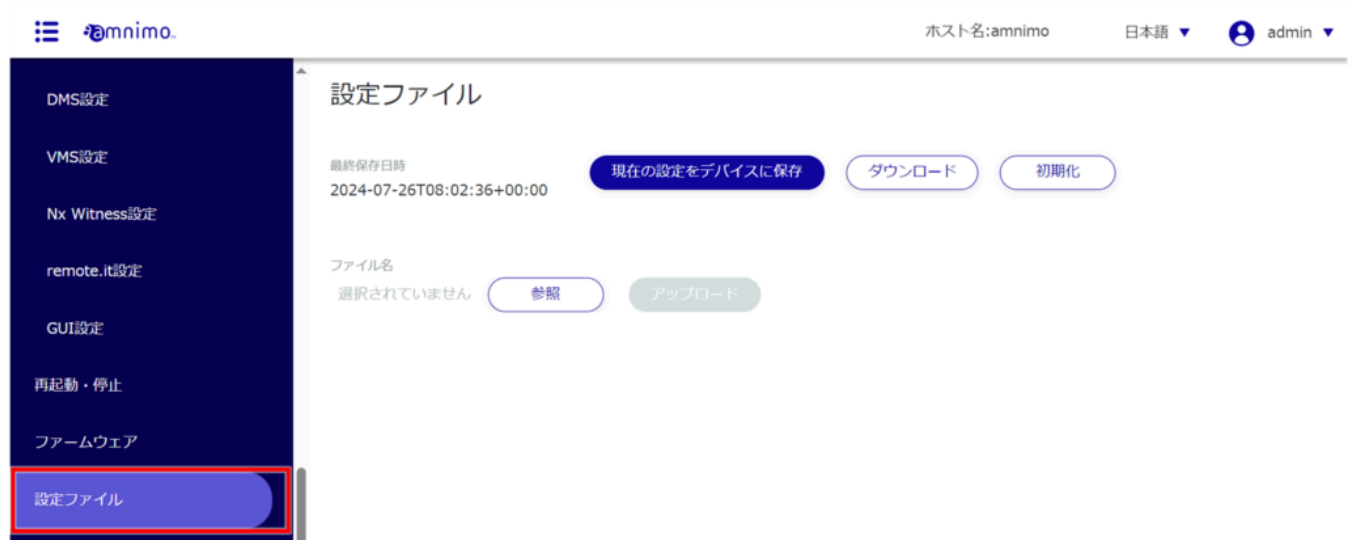 amnimo
ホスト名:amnimo
日本語 ▼
admin ▼
DMS設定
VMS設定
Nx Witness設定
remote.it設定
GUI設定
再起動・停止
ファームウェア
設定ファイル
設定ファイル
最終保存日時
2024-07-26T08:02:36+00:00
現在の設定をデバイスに保存
ダウンロード
初期化
ファイル名
選択されていません
参照
アップロード